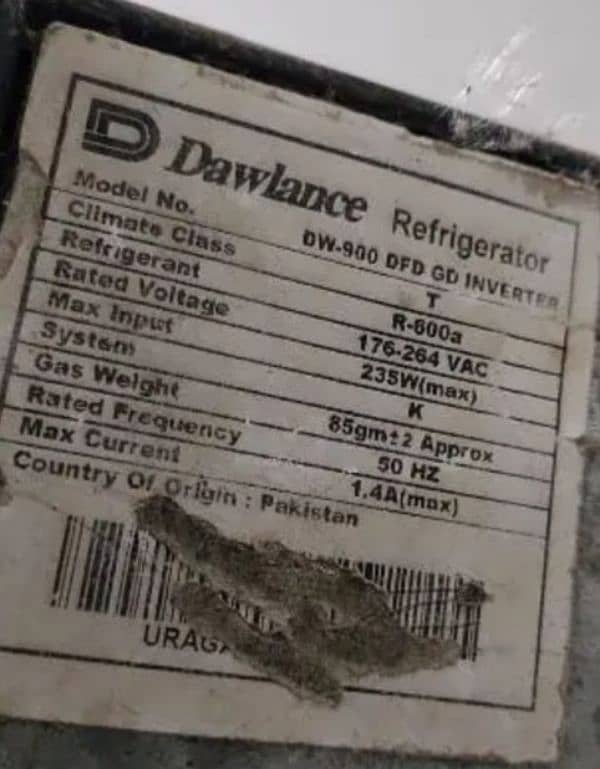 Dawlance Refrigerator
Model No. DW-900 DFD GD INVERTER
Climate Class T
Refrigerant R-600a
Rated Voltage 176-264 VAC
Max Input 235W(max)
System K
Gas Weight 85gm±2 Approx
Rated Frequency 50 HZ
Max Current 1.4A(max)
Country Of Origin : Pakistan